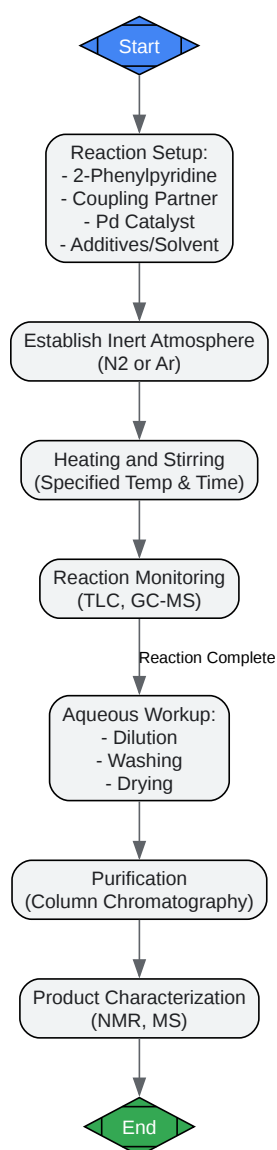 Start
Reaction Setup:
- 2-Phenylpyridine
- Coupling Partner
- Pd Catalyst
- Additives/Solvent
Establish Inert Atmosphere
(N2 or Ar)
Heating and Stirring
(Specified Temp & Time)
Reaction Monitoring
(TLC, GC-MS)
Reaction Complete
Aqueous Workup:
- Dilution
- Washing
- Drying
Purification
(Column Chromatography)
Product Characterization
(NMR, MS)
End